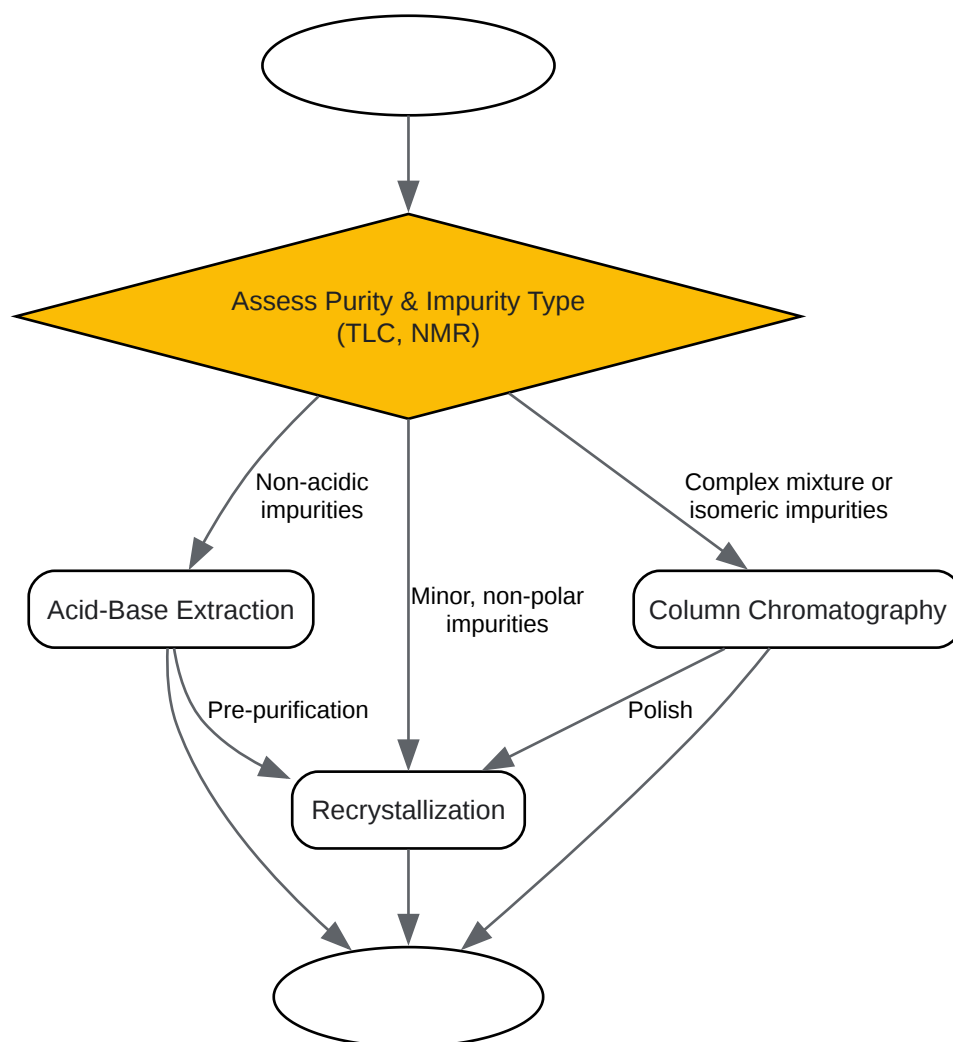 Assess Purity & Impurity Type
(TLC, NMR)
Non-acidic
impurities
Complex mixture or
isomeric impurities
Acid-Base Extraction
Minor, non-polar
impurities
Column Chromatography
Pre-purification
Polish
Recrystallization